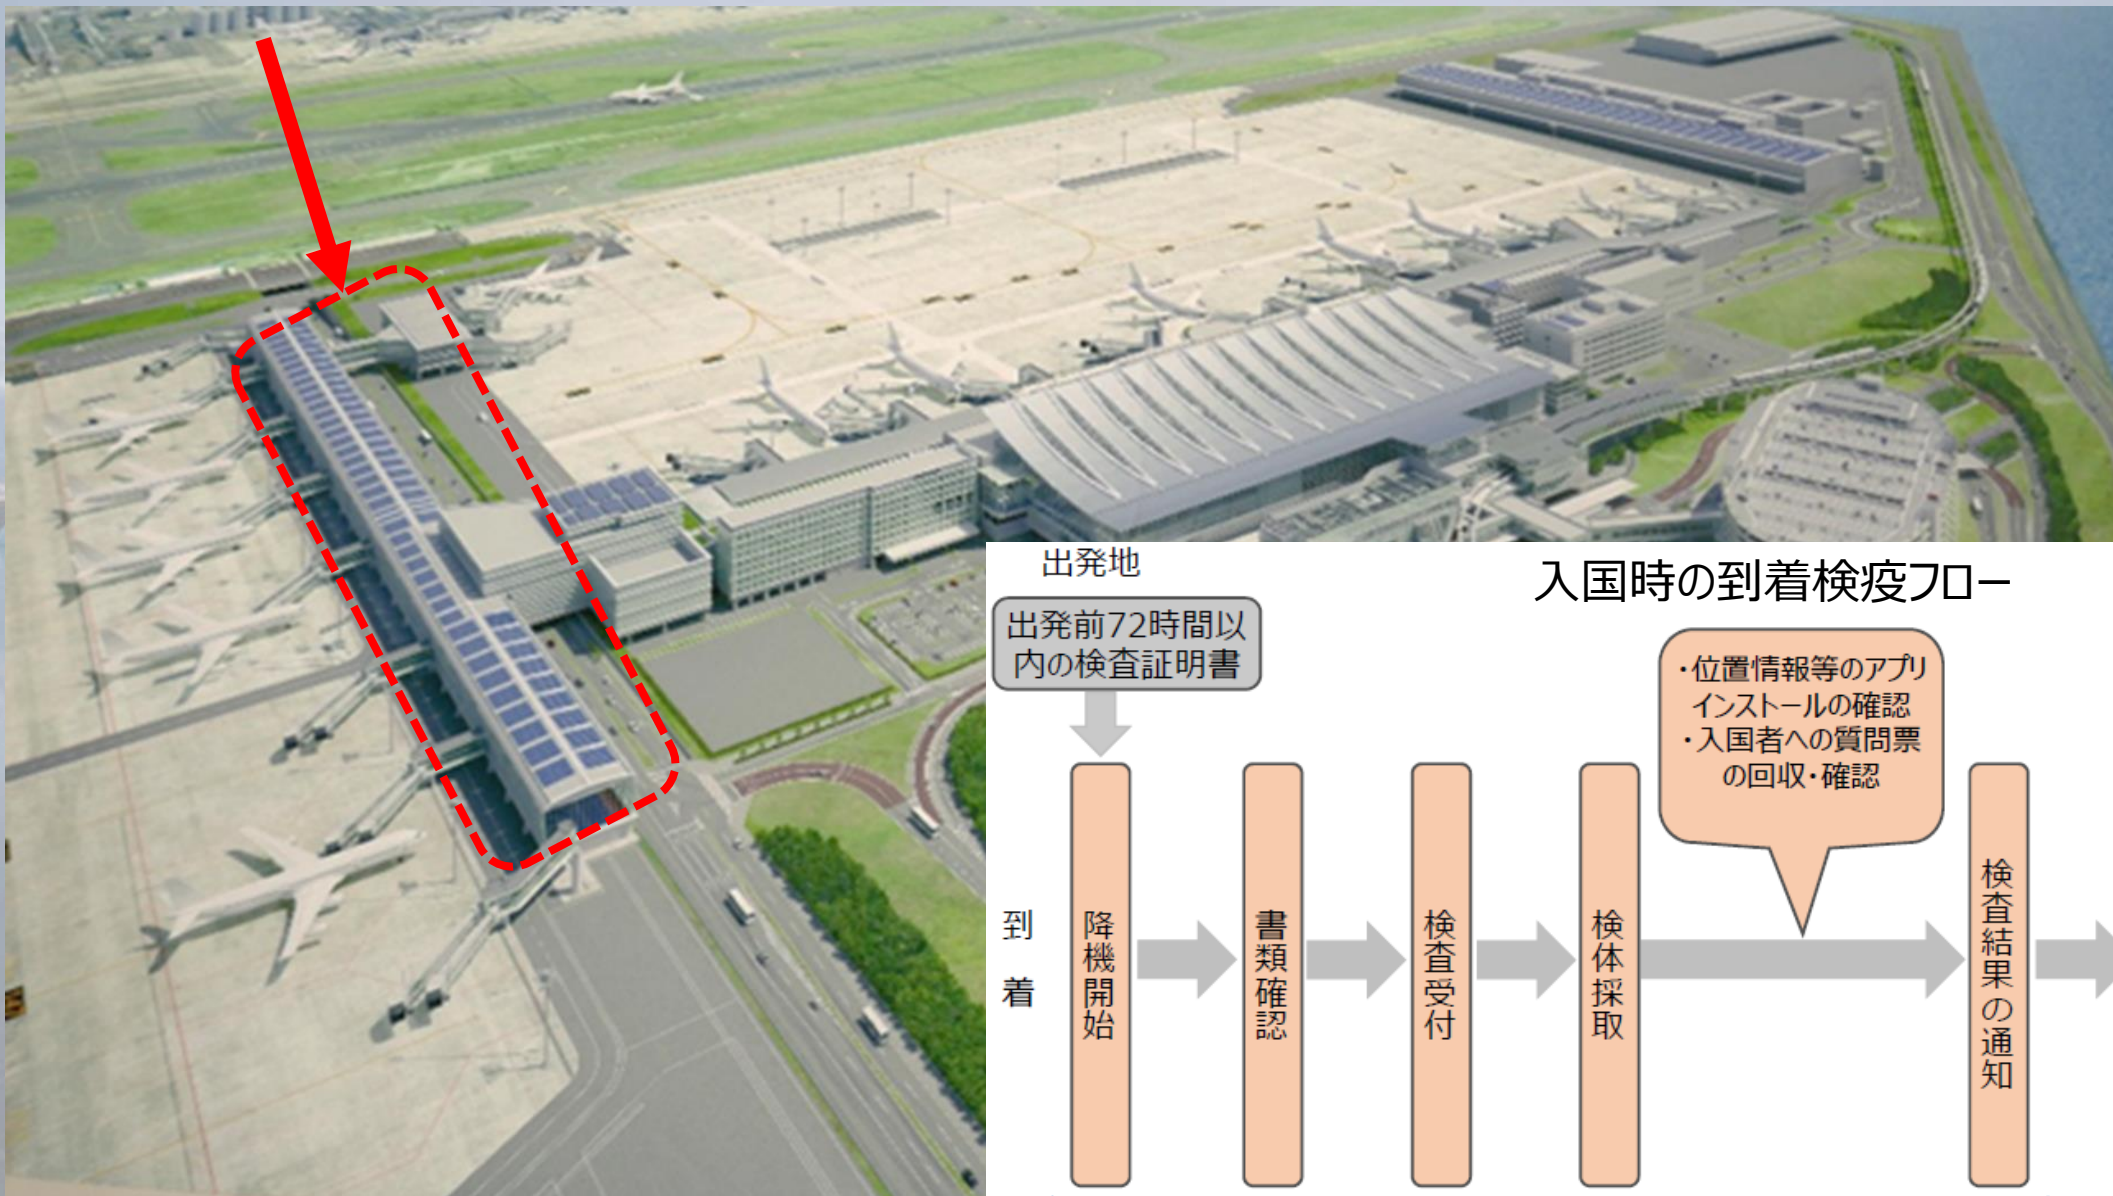 出発地
入国時の到着検疫フロー
出発前72時間以
内の検査証明書
・位置情報等のアプリ
インストールの確認
・入国者への質問票
の回収・確認
到着
降機開始
書類確認
検査受付
検体採取
検査結果の通知